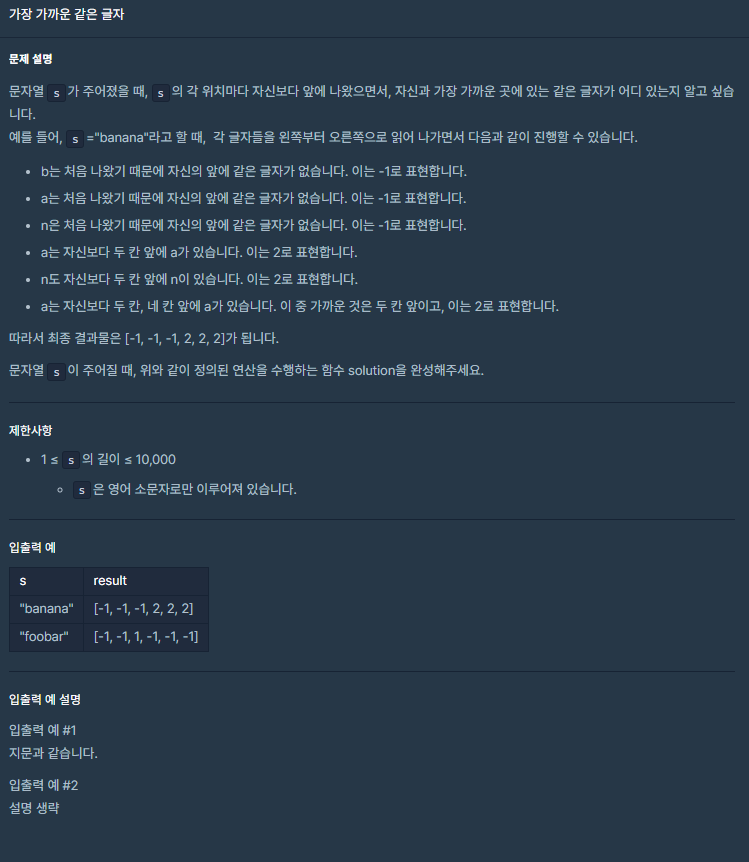 가장 가까운 같은 글자
문제 설명
문자열 s가 주어졌을 때, s의 각 위치마다 자신보다 앞에 나왔으면서, 자신과 가장 가까운 곳에 있는 같은 글자가 어디 있는지 알고 싶습
니다.
예를 들어, s="banana"라고 할 때, 각 글자들을 왼쪽부터 오른쪽으로 읽어 나가면서 다음과 같이 진행할 수 있습니다.
• b는 처음 나왔기 때문에 자신의 앞에 같은 글자가 없습니다. 이는 -1로 표현합니다.
• a는 처음 나왔기 때문에 자신의 앞에 같은 글자가 없습니다. 이는 -1로 표현합니다.
• n은 처음 나왔기 때문에 자신의 앞에 같은 글자가 없습니다. 이는 -1로 표현합니다.
• a는 자신보다 두 칸 앞에 a가 있습니다. 이는 2로 표현합니다.
• n도 자신보다 두 칸 앞에 n이 있습니다. 이는 2로 표현합니다.
• a는 자신보다 두 칸, 네 칸 앞에 a가 있습니다. 이 중 가까운 것은 두 칸 앞이고, 이는 2로 표현합니다.
따라서 최종 결과물은 [-1, -1, -1, 2, 2, 2]가 됩니다.
문자열 s이 주어질 때, 위와 같이 정의된 연산을 수행하는 함수 solution을 완성해주세요.
제한사항
• 1 ≤ s의 길이 ≤ 10,000
◦ s은 영어 소문자로만 이루어져 있습니다.
입출력 예
s result
"banana" [-1, -1, -1, 2, 2, 2]
"foobar" [-1, -1, 1, -1, -1, -1]
입출력 예 설명
입출력 예 #1
지문과 같습니다.
입출력 예 #2
설명 생략